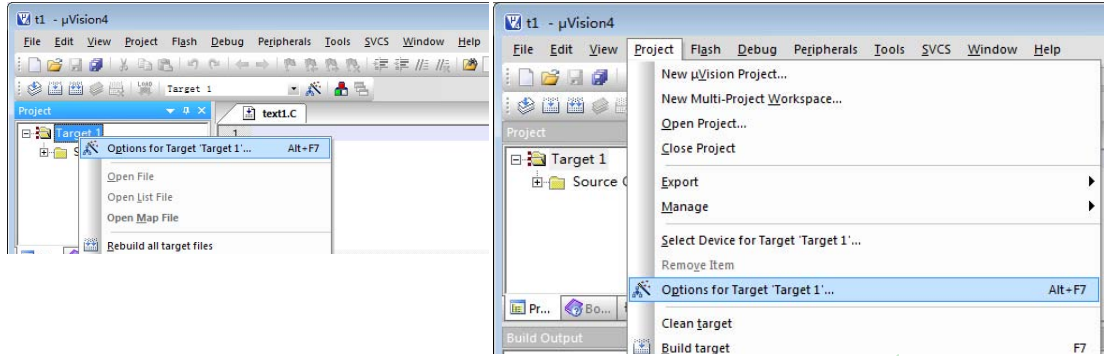 t1 - µVision4
File Edit View Project Flash Debug Peripherals Tools SVCS Window Help
LOAD Target 1
Project
text1.C
Target 1
1
S
Options for Target 'Target 1'... Alt+F7
Open File
Open List File
Open Map File
Rebuild all target files
t1 - µVision4
File Edit View Project Flash Debug Peripherals Tools SVCS Window Help
New µVision Project...
New Multi-Project Workspace...
Open Project...
Project
Close Project
Target 1
Source G
Export
Manage
Select Device for Target 'Target 1'...
Remove Item
Options for Target 'Target 1'... Alt+F7
Pr... Bo...
Clean target
Build Output
Build target F7